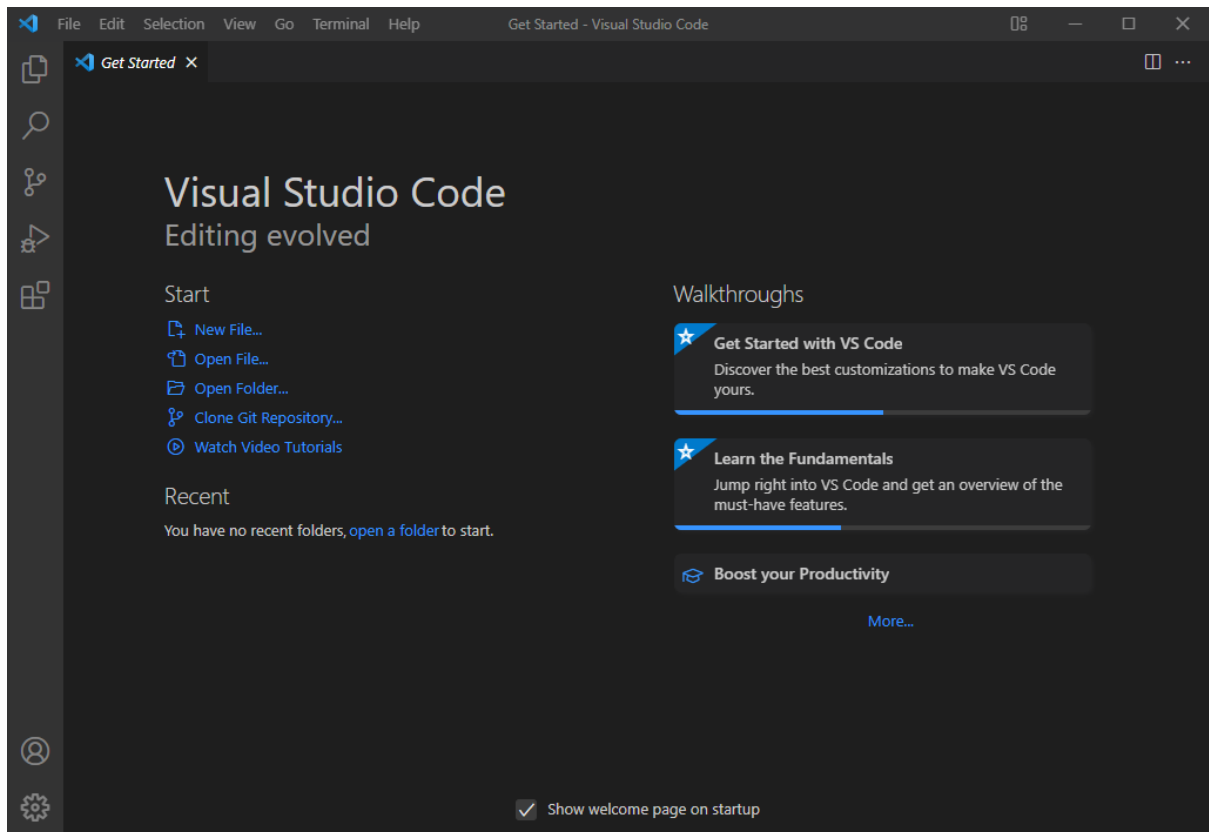 File Edit Selection View Go Terminal Help Get Started - Visual Studio Code
Get Started
Visual Studio Code
Editing evolved
Start
New File...
Open File...
Open Folder...
Clone Git Repository...
Watch Video Tutorials
Recent
You have no recent folders, open a folder to start.
Walkthroughs
Get Started with VS Code
Discover the best customizations to make VS Code
yours.
Learn the Fundamentals
Jump right into VS Code and get an overview of the
must-have features.
Boost your Productivity
More...
Show welcome page on startup